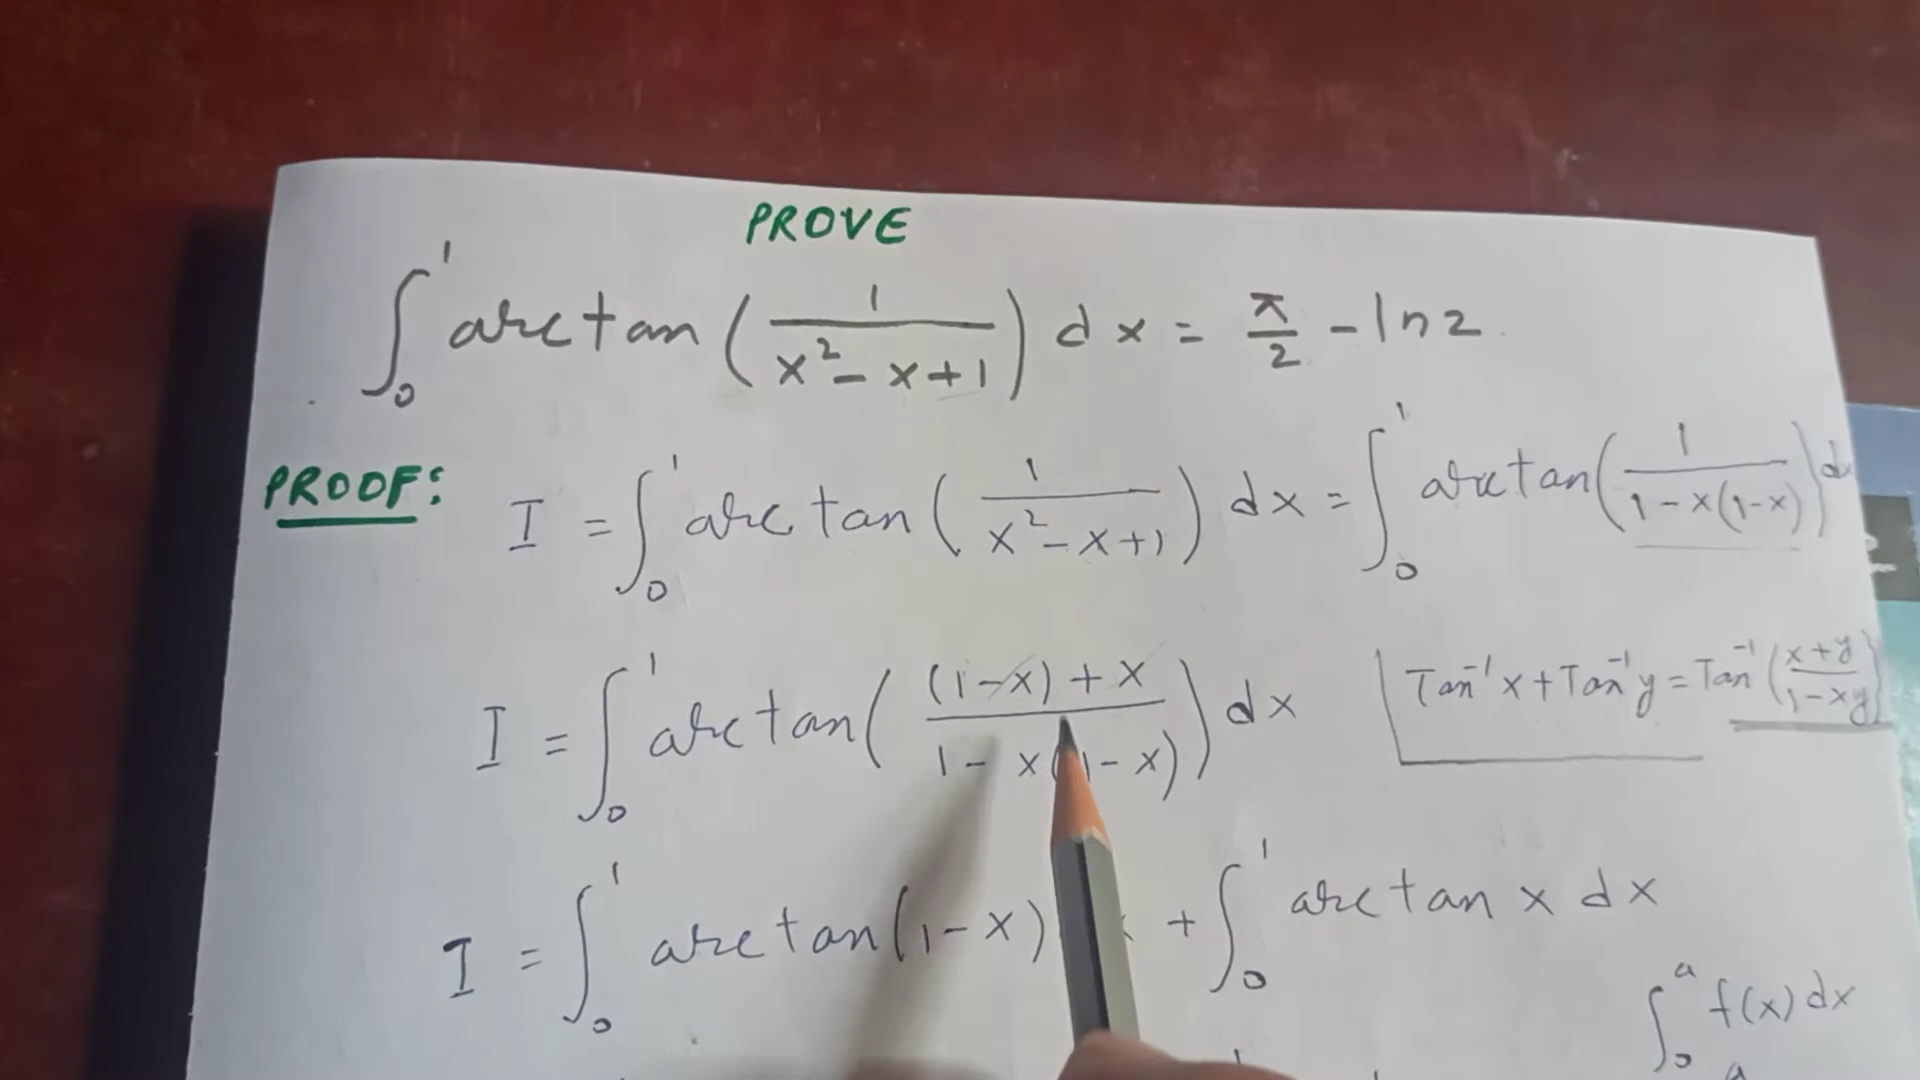 PROVE
∫₀¹ arctan(1/(x²-x+1)) dx = π/2 - ln2
PROOF: I = ∫₀¹ arctan(1/(x²-x+1)) dx = ∫₀¹ arctan(1/(1-x(1-x))) dx
I = ∫₀¹ arctan(((1-x)+x)/(1-x(1-x))) dx
Tan⁻¹x + Tan⁻¹y = Tan⁻¹((x+y)/(1-xy))
I = ∫₀¹ arctan(1-x) + ∫₀¹ arctan x dx
∫₀ᵃ f(x) dx